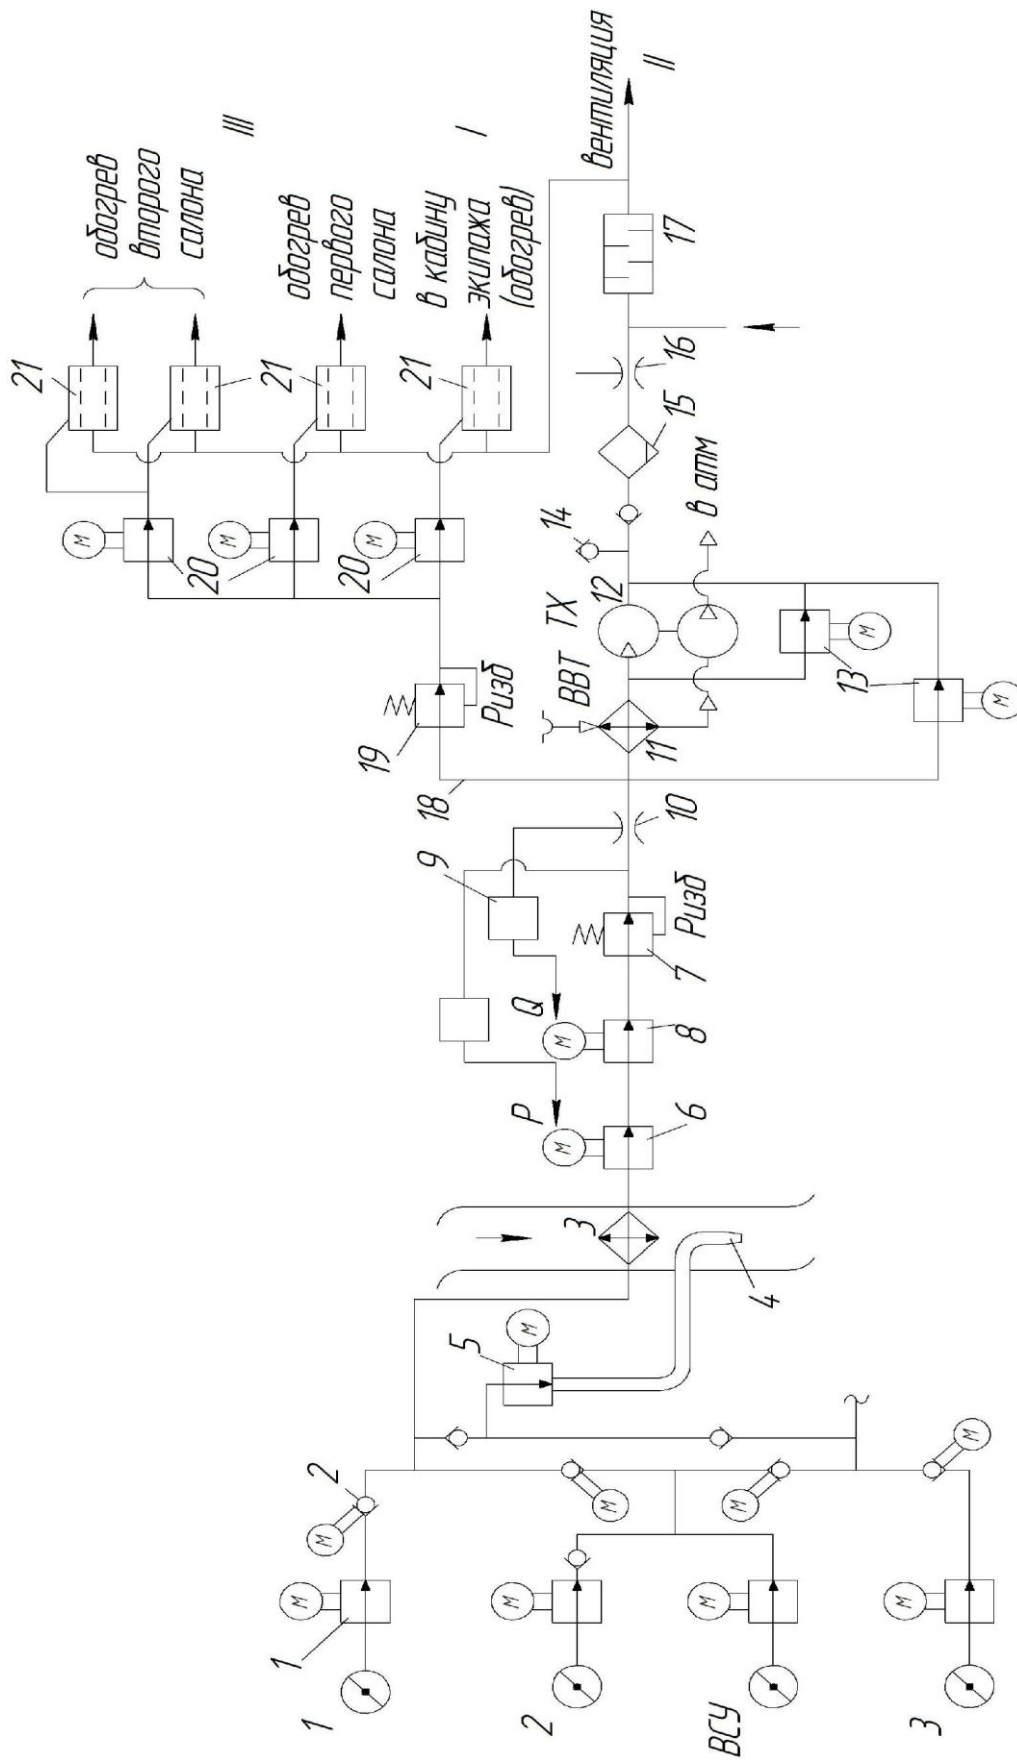 1
2
ВСУ
3
1
М
М
М
М
2
М
М
М
М
5
М
4
3
P
М
6
Q
М
8
9
7
Ризб
10
18
19
Ризб
11
ВВТ
ТХ
12
13
М
М
14
в атм
15
16
17
20
М
20
М
20
М
21
21
21
21
обогрев
второго
салона
III
обогрев
первого
салона
I
в кабину
экипажа
(обогрев)
вентиляция
II